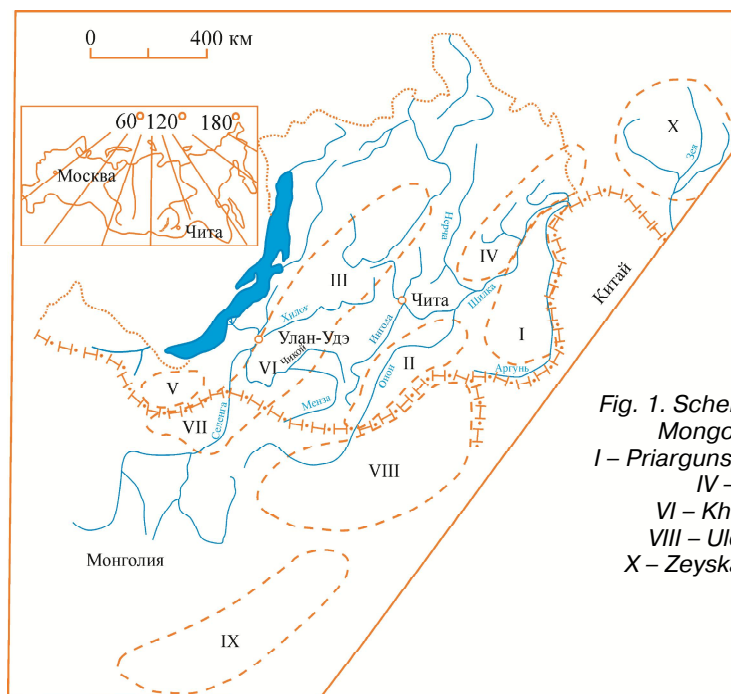 0 400 км
60° 120° 180°
Москва
Чита
X
Зея
Китай
IV
Нерча
III
Чита
Шилка
Хилок
Улан-Удэ
Ингода
I
Чикой
VI
II
Онон
Аргунь
V
Менза
VII
Селенга
VIII
Монголия
IX
Fig. 1. Sche
Mongo
I – Priarguns
IV –
VI – Kh
VIII – Ul
X – Zeyska